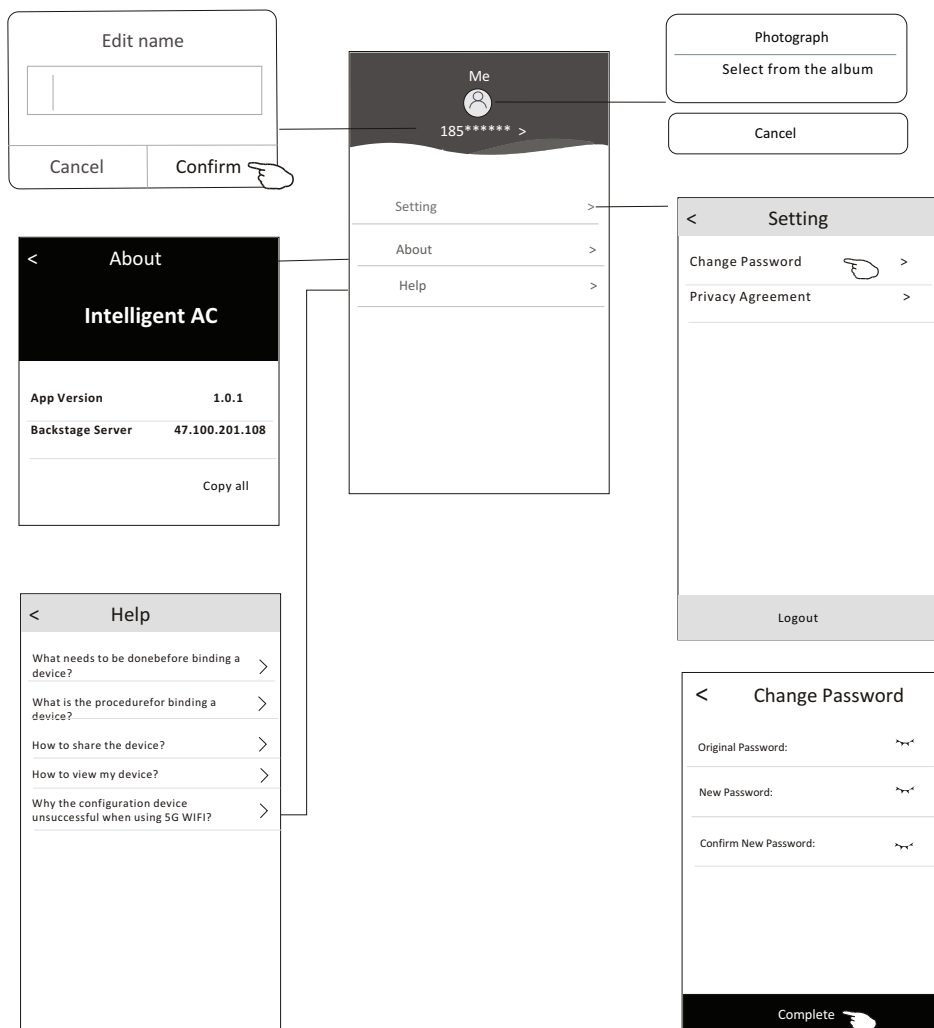 Edit name
Cancel
Confirm
Me
185****** >
Setting >
About >
Help >
Photograph
Select from the album
Cancel
< Setting
Change Password >
Privacy Agreement >
Logout
< About
Intelligent AC
App Version 1.0.1
Backstage Server 47.100.201.108
Copy all
< Help
What needs to be donebefore binding a
device?
What is the procedurefor binding a
device?
How to share the device?
How to view my device?
Why the configuration device
unsuccessful when using 5G WIFI?
< Change Password
Original Password:
New Password:
Confirm New Password:
Complete